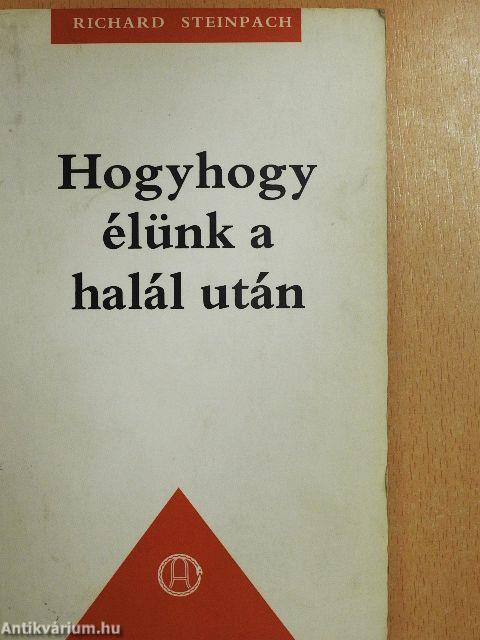 RICHARD STEINPACH
Hogyhogy
élünk a
halál után
A
Antikvárium.hu